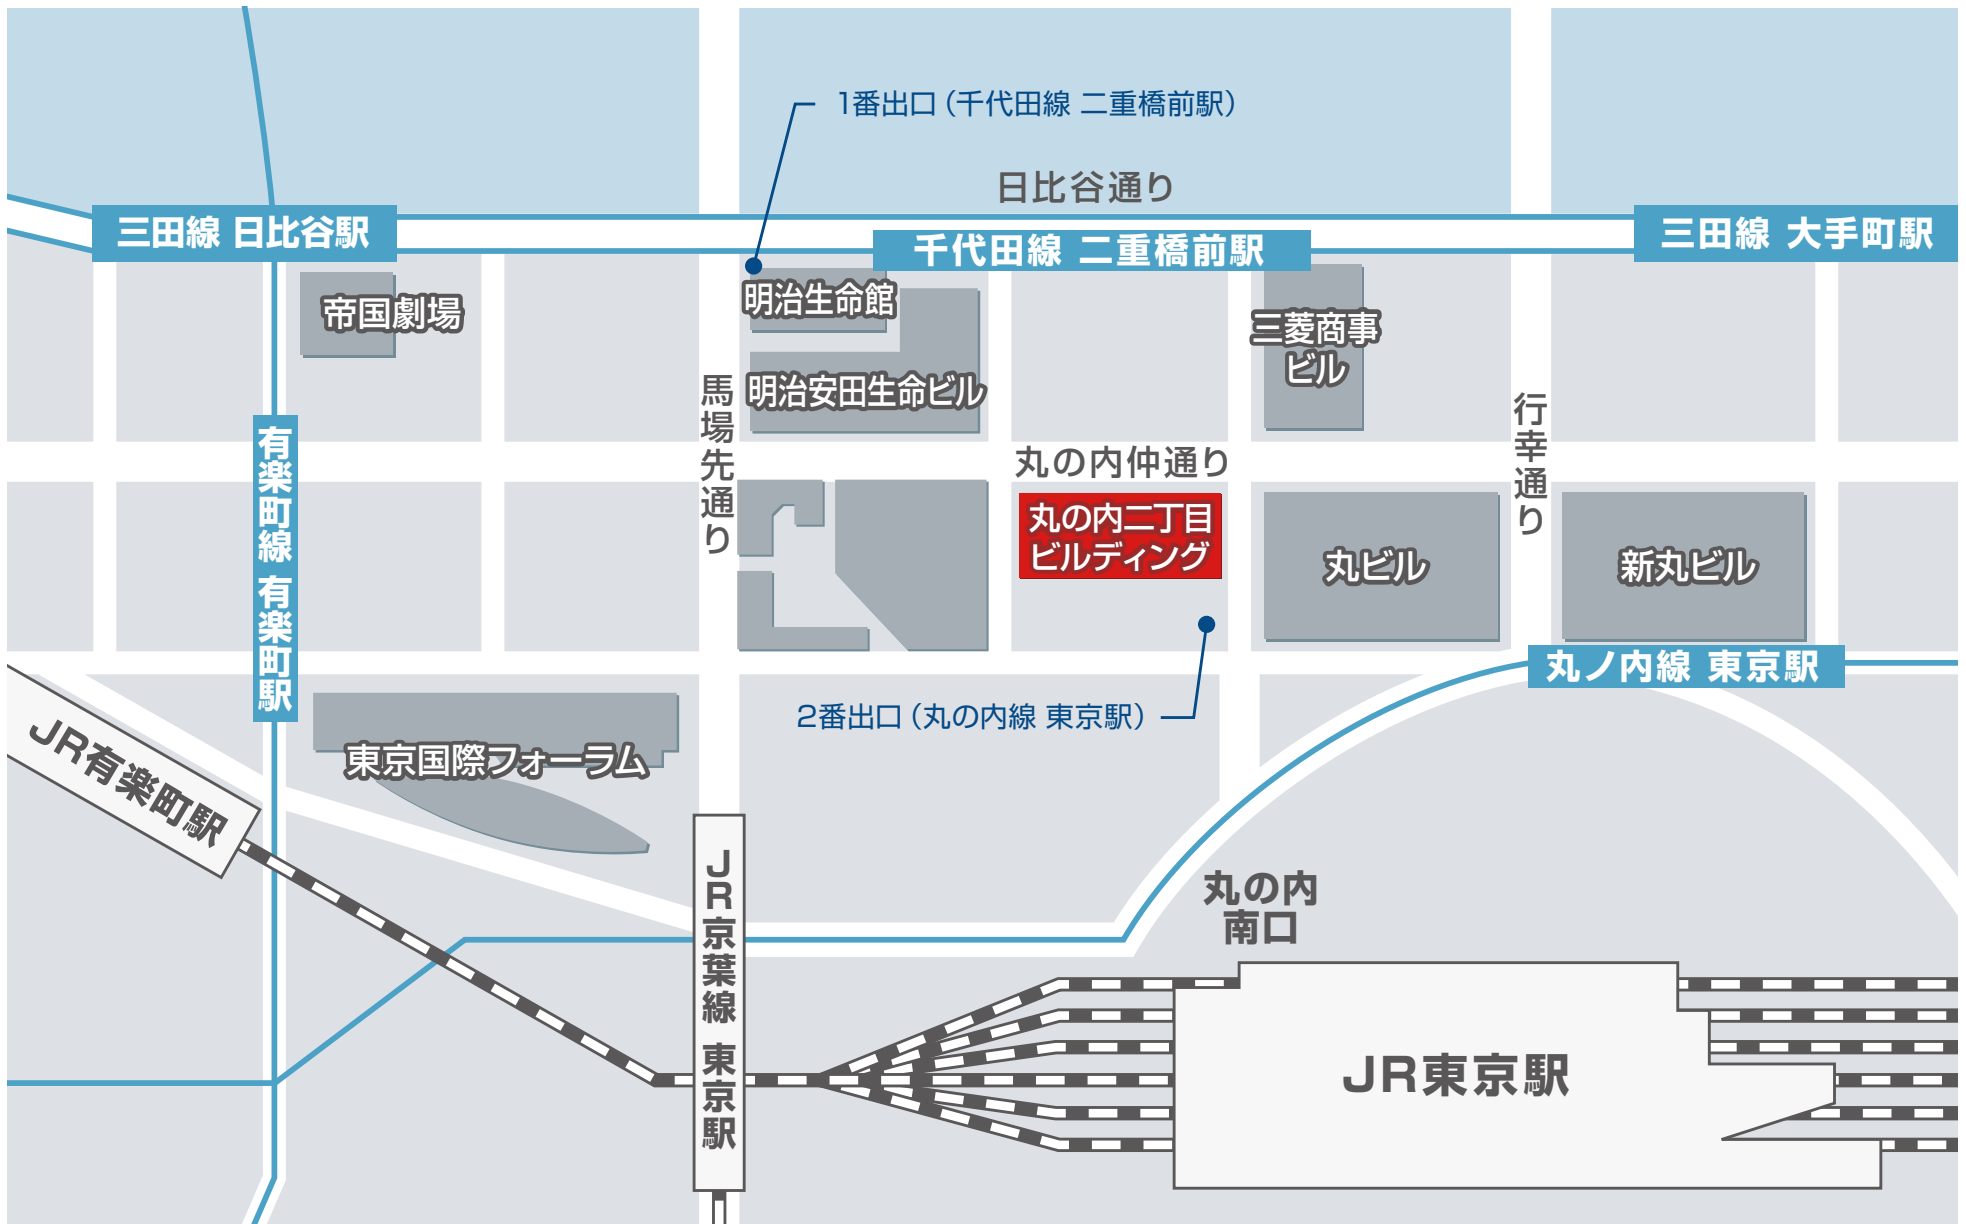 1番出口（千代田線 二重橋前駅）
日比谷通り
三田線 日比谷駅
千代田線 二重橋前駅
三田線 大手町駅
帝国劇場
明治生命館
三菱商事
ビル
明治安田生命ビル
馬場先通り
行幸通り
丸の内仲通り
有楽町線 有楽町駅
丸の内二丁目
ビルディング
丸ビル
新丸ビル
丸ノ内線 東京駅
2番出口（丸の内線 東京駅）
JR有楽町駅
東京国際フォーラム
JR京葉線 東京駅
丸の内
南口
JR東京駅